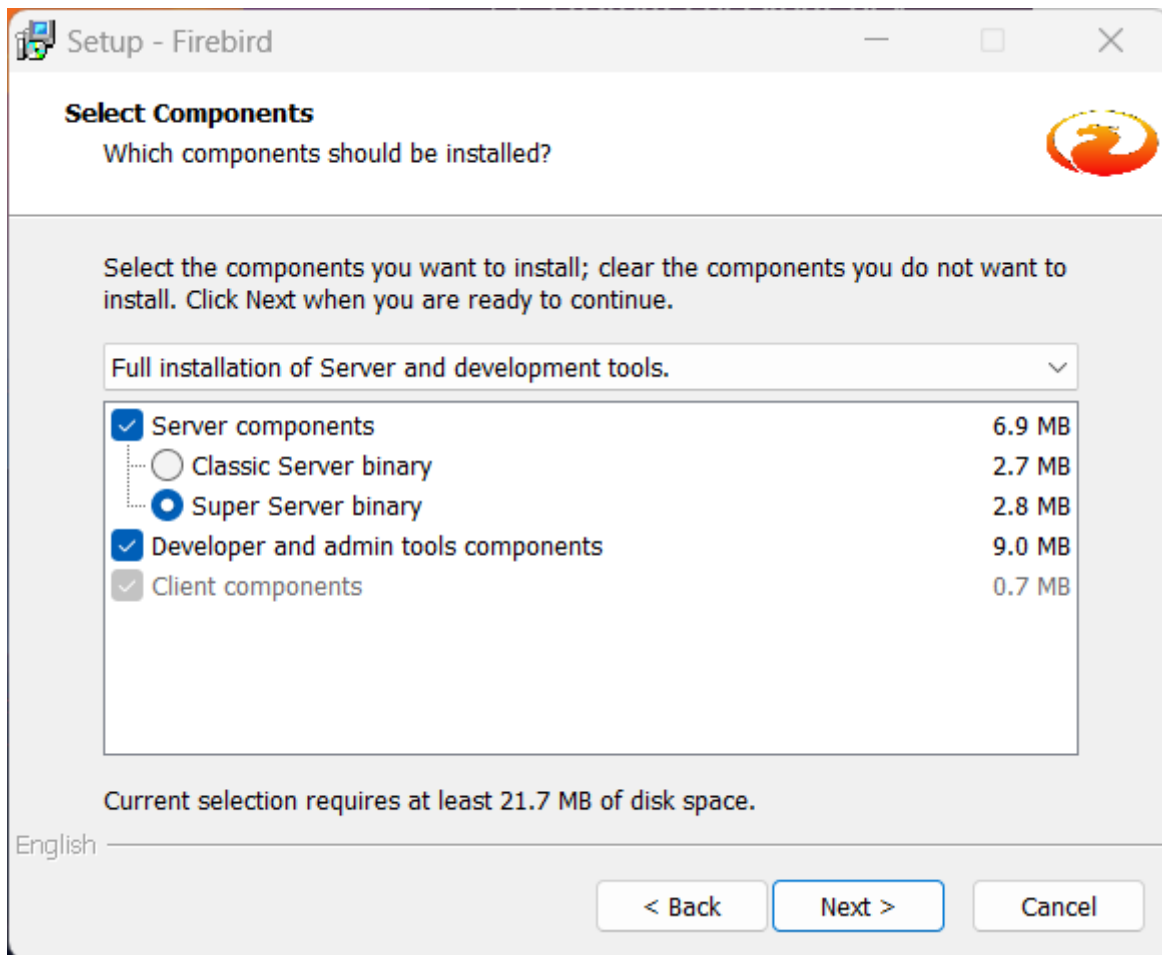 Setup - Firebird
Select Components
Which components should be installed?
Select the components you want to install; clear the components you do not want to
install. Click Next when you are ready to continue.
Full installation of Server and development tools.
Server components 6.9 MB
Classic Server binary 2.7 MB
Super Server binary 2.8 MB
Developer and admin tools components 9.0 MB
Client components 0.7 MB
Current selection requires at least 21.7 MB of disk space.
English
< Back Next > Cancel